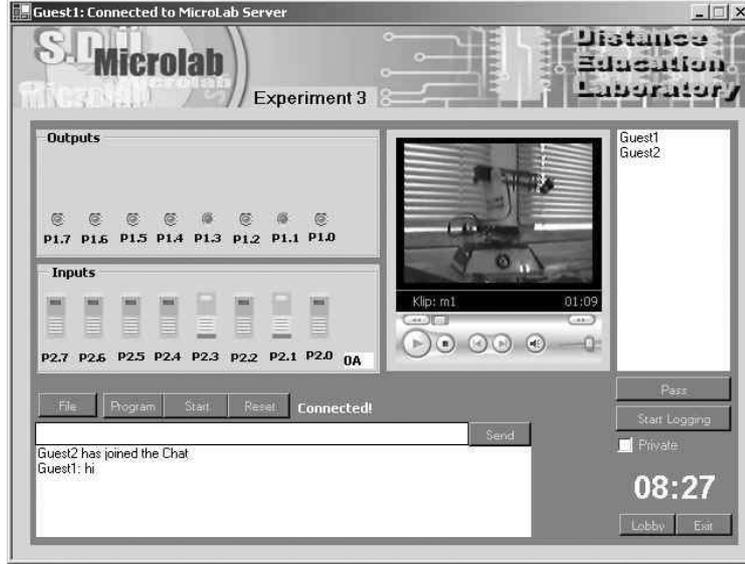 Guest1: Connected to MicroLab Server
S.D.Ü
Microlab
Experiment 3
Distance
Education
Laboratory
Outputs
P1.7 P1.6 P1.5 P1.4 P1.3 P1.2 P1.1 P1.0
Inputs
P2.7 P2.6 P2.5 P2.4 P2.3 P2.2 P2.1 P2.0 0A
Klip: m1 01:09
Guest1
Guest2
File Program Start Reset Connected!
Send
Guest2 has joined the Chat
Guest1: hi
Pass
Start Logging
Private
08:27
Lobby Exit